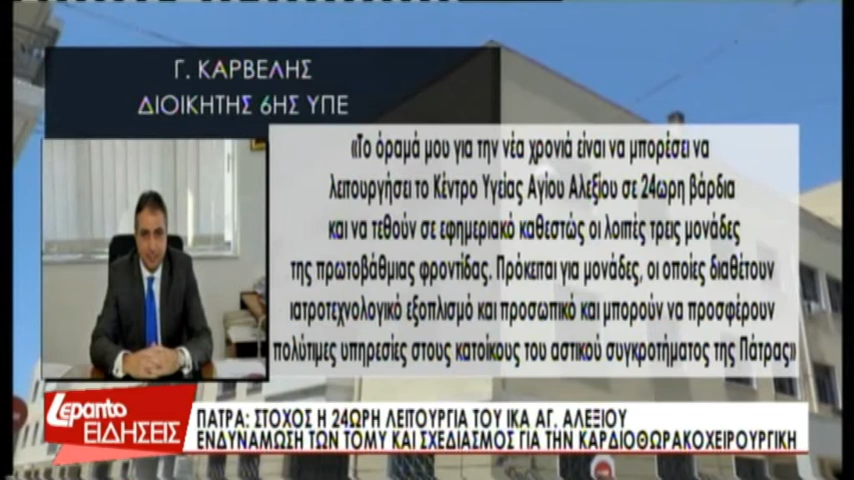 Γ. ΚΑΡΒΕΛΗΣ
ΔΙΟΙΚΗΤΗΣ 6ΗΣ ΥΠΕ
«Το όραμά μου για την νέα χρονιά είναι να μπορέσει να
λειτουργήσει το Κέντρο Υγείας Αγίου Αλεξίου σε 24ωρη βάρδια
και να τεθούν σε εφημεριακό καθεστώς οι λοιπές τρεις μονάδες
της πρωτοβάθμιας φροντίδας. Πρόκειται για μονάδες, οι οποίες διαθέτουν
ιατροτεχνολογικό εξοπλισμό και προσωπικό και μπορούν να προσφέρουν
πολύτιμες υπηρεσίες στους κατοίκους του αστικού συγκροτήματος της Πάτρας»
Lepanto
ΕΙΔΗΣΕΙΣ
ΠΑΤΡΑ: ΣΤΟΧΟΣ Η 24ΩΡΗ ΛΕΙΤΟΥΡΓΙΑ ΤΟΥ ΙΚΑ ΑΓ. ΑΛΕΞΙΟΥ
ΕΝΔΥΝΑΜΩΣΗ ΤΩΝ ΤΟΜΥ ΚΑΙ ΣΧΕΔΙΑΣΜΟΣ ΓΙΑ ΤΗΝ ΚΑΡΔΙΟΘΩΡΑΚΟΧΕΙΡΟΥΡΓΙΚΗ